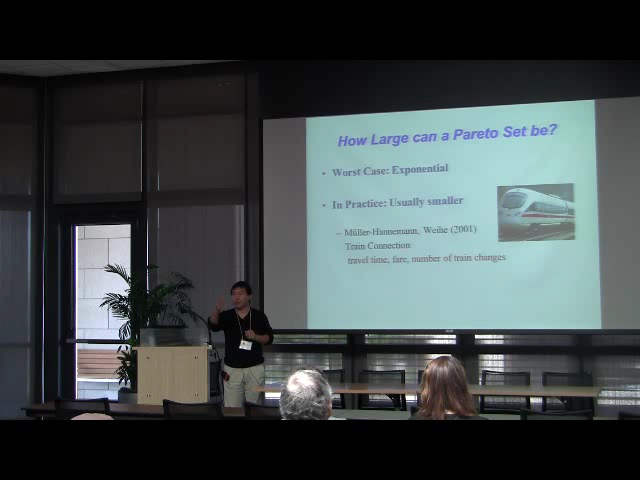 How Large can a Pareto Set be?
• Worst Case: Exponential
• In Practice: Usually smaller
– Müller-Hannemann, Weihe (2001)
Train Connection
travel time, fare, number of train changes